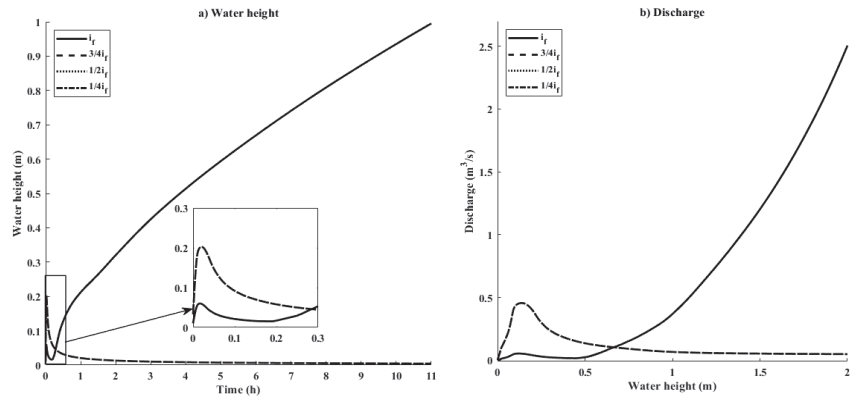 a) Water height
1
0.9
0.8
0.7
0.6
0.5
0.4
0.3
0.2
0.1
0
Water height (m)
i_f
3/4i_f
1/2i_f
1/4i_f
0.3
0.2
0.1
0
0 0.1 0.2 0.3
0 1 2 3 4 5 6 7 8 9 10 11
Time (h)
b) Discharge
2.5
2
1.5
1
0.5
0
Discharge (m³/s)
i_f
3/4i_f
1/2i_f
1/4i_f
0 0.5 1 1.5 2
Water height (m)